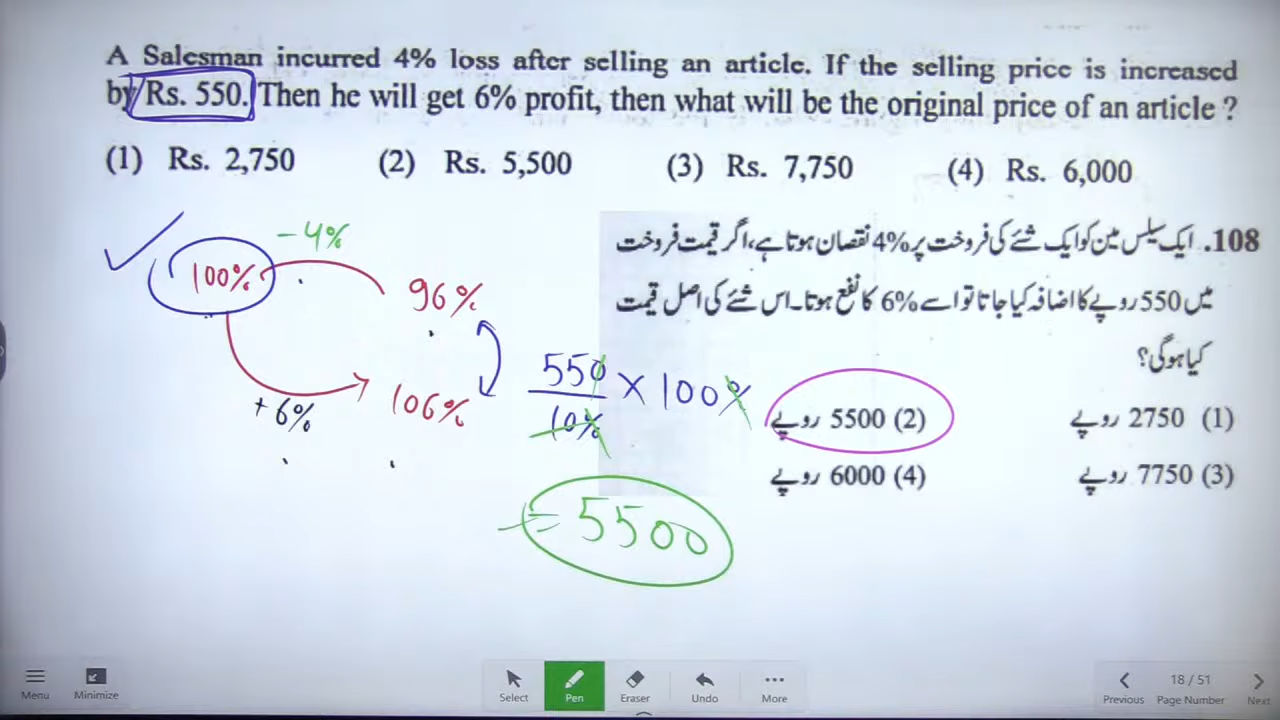 A Salesman incurred 4% loss after selling an article. If the selling price is increased
by Rs. 550. Then he will get 6% profit, then what will be the original price of an article ?
(1) Rs. 2,750 (2) Rs. 5,500 (3) Rs. 7,750 (4) Rs. 6,000
108. ایک سیلس مین کو ایک شئے کی فروخت پر 4% نقصان ہوتا ہے، اگر قیمت فروخت
میں 550 روپے کا اضافہ کیا جاتا تو اسے 6% کا نفع ہوتا۔ اس شئے کی اصل قیمت
کیا ہوگی؟
(1) 2750 روپے (2) 5500 روپے
(3) 7750 روپے (4) 6000 روپے
-4%
100% 96%
+6% 106%
550 × 100%
10%
= 5500
Menu Minimize Select Pen Eraser Undo More Previous 18 / 51 Page Number Next